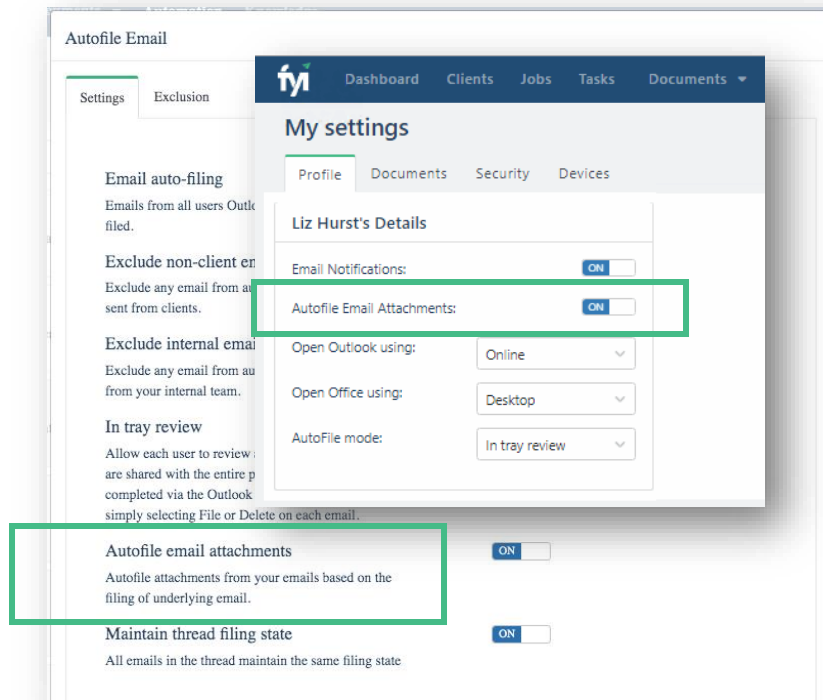 Automation Knowledge
Autofile Email
Settings Exclusion
Email auto-filing
Emails from all users Outlo
filed.
Exclude non-client em
Exclude any email from au
sent from clients.
Exclude internal emai
Exclude any email from au
from your internal team.
In tray review
Allow each user to review
are shared with the entire p
completed via the Outlook
simply selecting File or Delete on each email.
Autofile email attachments ON
Autofile attachments from your emails based on the
filing of underlying email.
Maintain thread filing state ON
All emails in the thread maintain the same filing state
fyi Dashboard Clients Jobs Tasks Documents
My settings
Profile Documents Security Devices
Liz Hurst's Details
Email Notifications: ON
Autofile Email Attachments: ON
Open Outlook using: Online
Open Office using: Desktop
AutoFile mode: In tray review